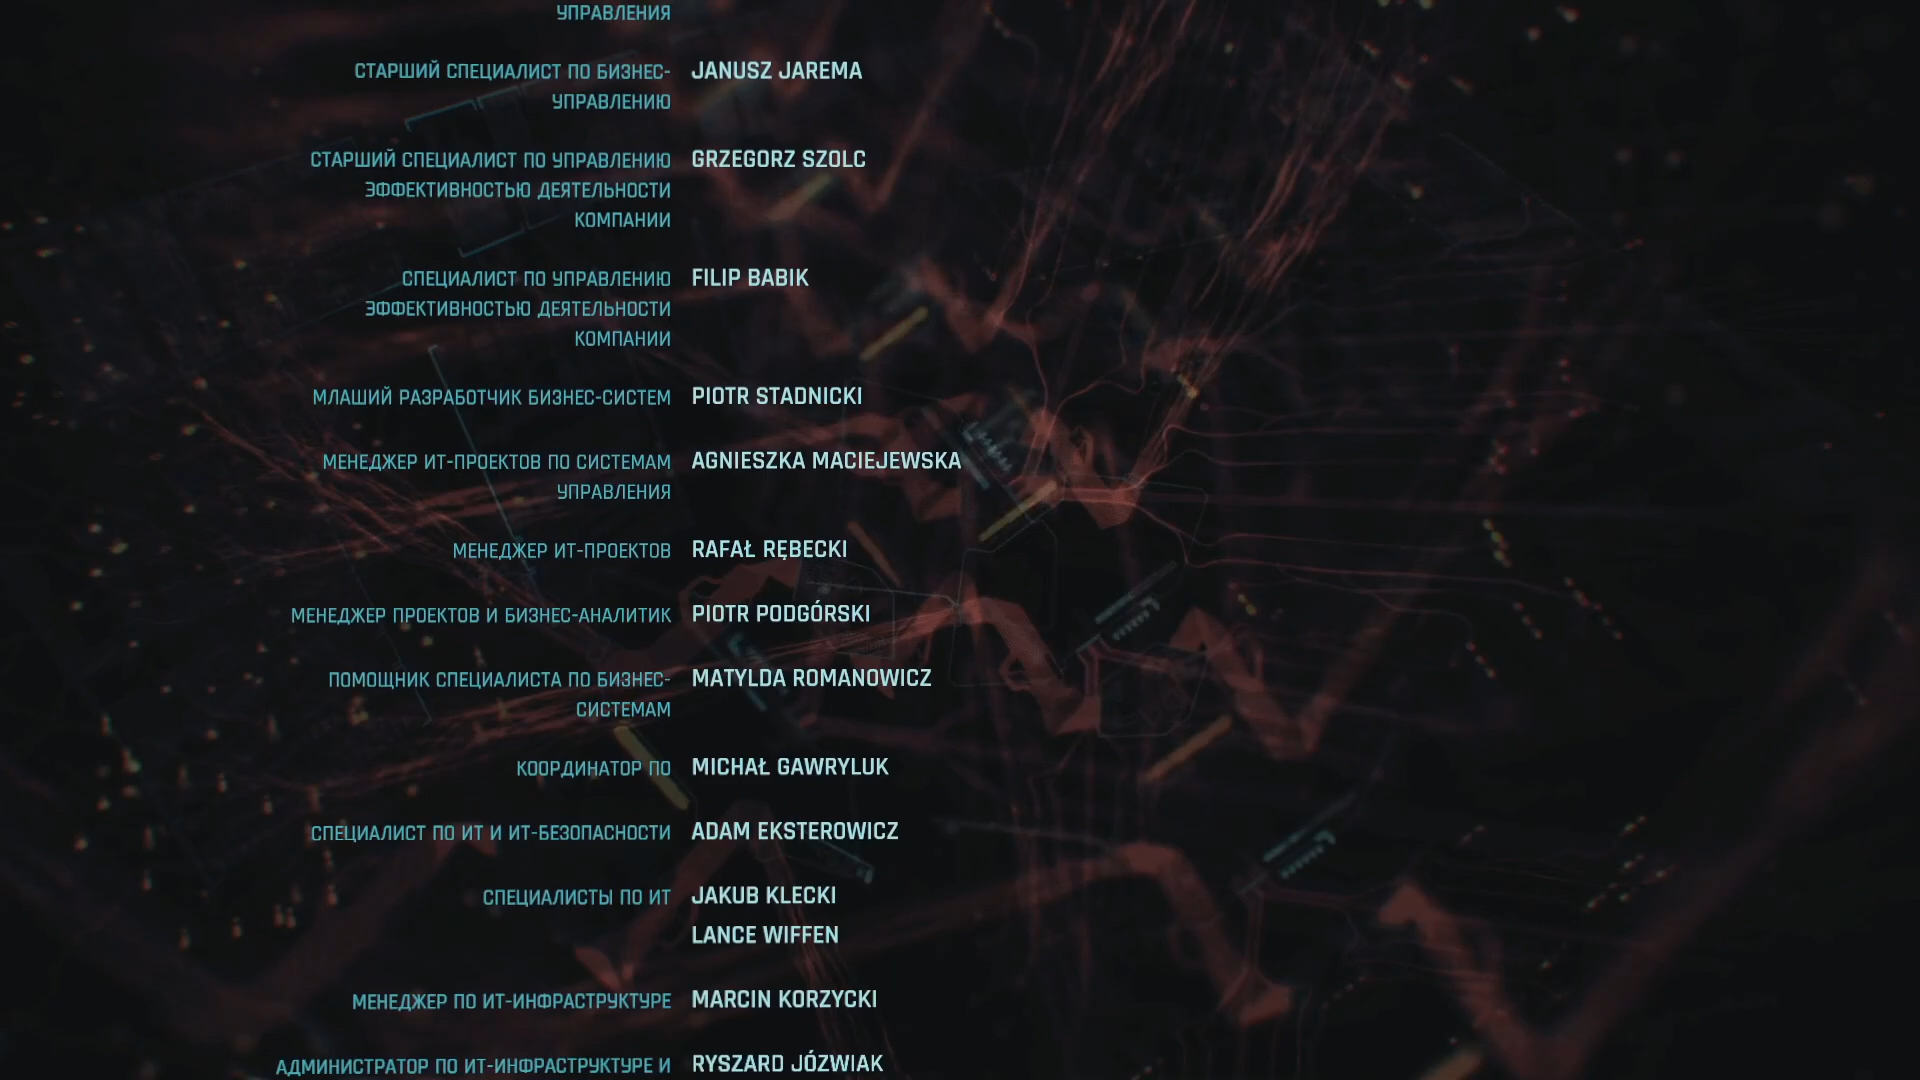 УПРАВЛЕНИЯ
СТАРШИЙ СПЕЦИАЛИСТ ПО БИЗНЕС- JANUSZ JAREMA
УПРАВЛЕНИЮ
СТАРШИЙ СПЕЦИАЛИСТ ПО УПРАВЛЕНИЮ GRZEGORZ SZOLC
ЭФФЕКТИВНОСТЬЮ ДЕЯТЕЛЬНОСТИ
КОМПАНИИ
СПЕЦИАЛИСТ ПО УПРАВЛЕНИЮ FILIP BABIK
ЭФФЕКТИВНОСТЬЮ ДЕЯТЕЛЬНОСТИ
КОМПАНИИ
МЛАШИЙ РАЗРАБОТЧИК БИЗНЕС-СИСТЕМ PIOTR STADNICKI
МЕНЕДЖЕР ИТ-ПРОЕКТОВ ПО СИСТЕМАМ AGNIESZKA MACIEJEWSKA
УПРАВЛЕНИЯ
МЕНЕДЖЕР ИТ-ПРОЕКТОВ RAFAŁ RĘBECKI
МЕНЕДЖЕР ПРОЕКТОВ И БИЗНЕС-АНАЛИТИК PIOTR PODGÓRSKI
ПОМОЩНИК СПЕЦИАЛИСТА ПО БИЗНЕС- MATYLDA ROMANOWICZ
СИСТЕМАМ
КООРДИНАТОР ПО MICHAŁ GAWRYLUK
СПЕЦИАЛИСТ ПО ИТ И ИТ-БЕЗОПАСНОСТИ ADAM EKSTEROWICZ
СПЕЦИАЛИСТЫ ПО ИТ JAKUB KLECKI
LANCE WIFFEN
МЕНЕДЖЕР ПО ИТ-ИНФРАСТРУКТУРЕ MARCIN KORZYCKI
АДМИНИСТРАТОР ПО ИТ-ИНФРАСТРУКТУРЕ И RYSZARD JÓZWIAK